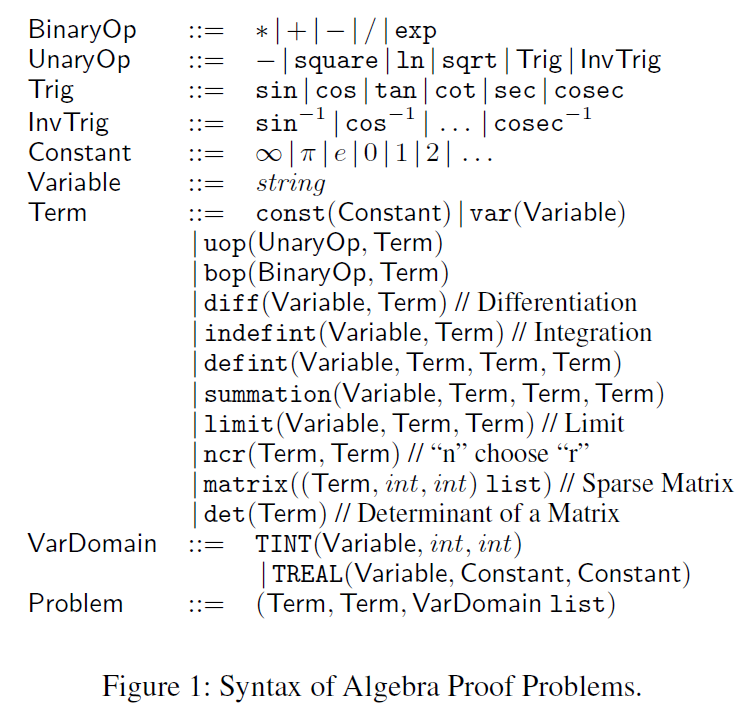 BinaryOp ::= ∗ | + | − | / | exp
UnaryOp ::= − | square | ln | sqrt | Trig | InvTrig
Trig ::= sin | cos | tan | cot | sec | cosec
InvTrig ::= sin⁻¹ | cos⁻¹ | … | cosec⁻¹
Constant ::= ∞ | π | e | 0 | 1 | 2 | …
Variable ::= string
Term ::= const(Constant) | var(Variable)
| uop(UnaryOp, Term)
| bop(BinaryOp, Term)
| diff(Variable, Term) // Differentiation
| indefint(Variable, Term) // Integration
| defint(Variable, Term, Term, Term)
| summation(Variable, Term, Term, Term)
| limit(Variable, Term, Term) // Limit
| ncr(Term, Term) // “n” choose “r”
| matrix((Term, int, int) list) // Sparse Matrix
| det(Term) // Determinant of a Matrix
VarDomain ::= TINT(Variable, int, int)
| TREAL(Variable, Constant, Constant)
Problem ::= (Term, Term, VarDomain list)
Figure 1: Syntax of Algebra Proof Problems.